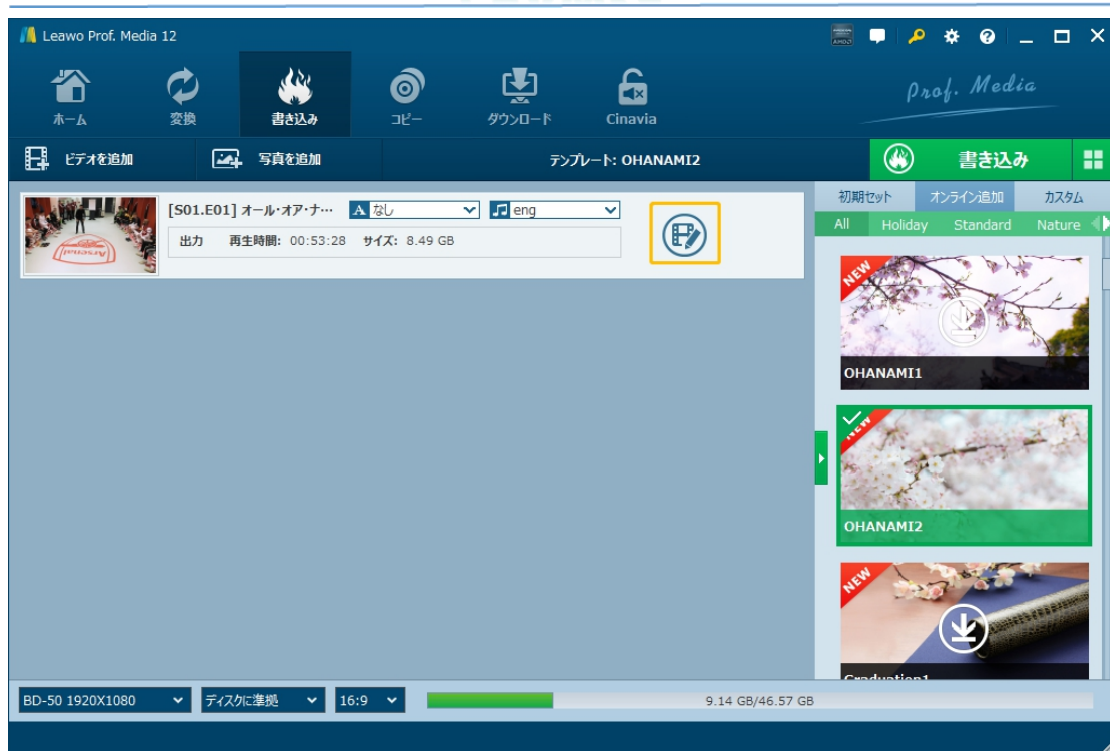 Leawo Prof. Media 12
ホーム
変換
書き込み
コピー
ダウンロード
Cinavia
Prof. Media
ビデオを追加
写真を追加
テンプレート: OHANAMI2
書き込み
初期セット オンライン追加 カスタム
All Holiday Standard Nature
[S01.E01] オール・オア・ナ… A なし eng
出力 再生時間: 00:53:28 サイズ: 8.49 GB
Arsenal
NEW
OHANAMI1
NEW
OHANAMI2
NEW
Graduation1
BD-50 1920X1080 ディスクに準拠 16:9 9.14 GB/46.57 GB